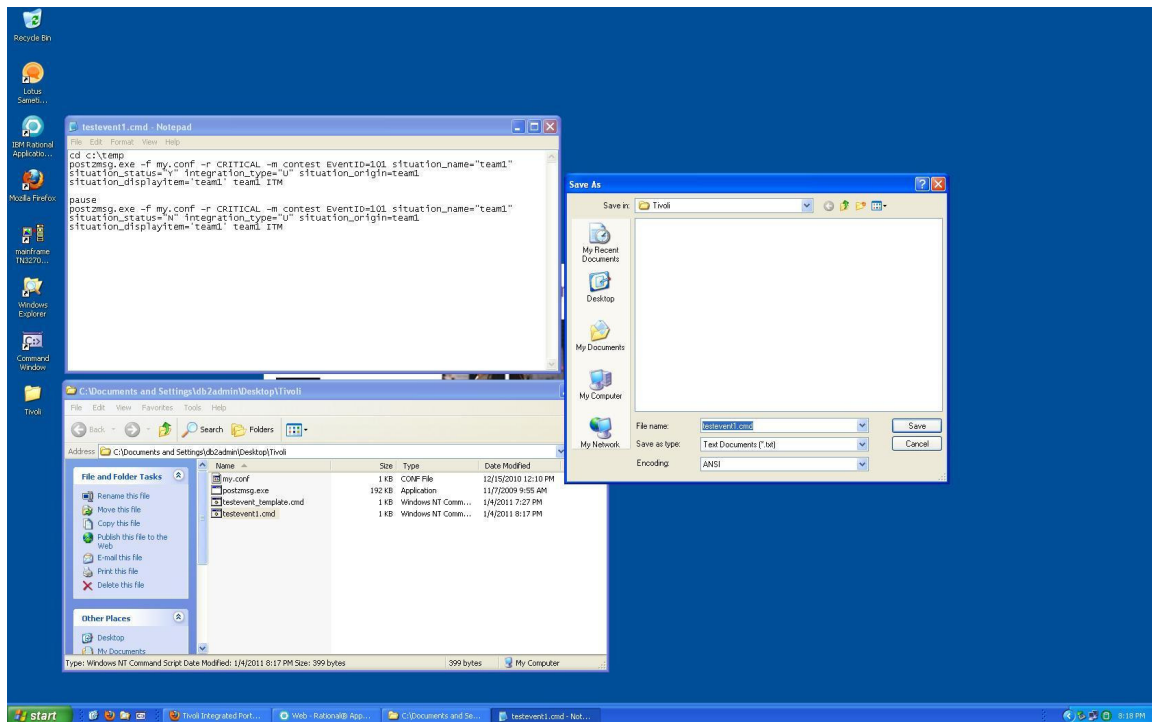 Recycle Bin
Lotus
Sameti...
IBM Rational
Applicatio...
Mozilla Firefox
mainframe
TN3270...
Windows
Explorer
Command
Window
Tivoli
testevent1.cmd - Notepad
File Edit Format View Help
cd c:\temp
postzmsg.exe -f my.conf -r CRITICAL -m contest EventID=101 situation_name="team1"
situation_status="Y" integration_type="U" situation_origin=team1
situation_displayitem='team1' team1 ITM
pause
postzmsg.exe -f my.conf -r CRITICAL -m contest EventID=101 situation_name="team1"
situation_status="N" integration_type="U" situation_origin=team1
situation_displayitem='team1' team1 ITM
Save As
Save in: Tivoli
My Recent
Documents
Desktop
My Documents
My Computer
My Network
File name: testevent1.cmd Save
Save as type: Text Documents (*.txt) Cancel
Encoding: ANSI
C:\Documents and Settings\db2admin\Desktop\Tivoli
File Edit View Favorites Tools Help
Back Search Folders
Address C:\Documents and Settings\db2admin\Desktop\Tivoli
File and Folder Tasks
Rename this file
Move this file
Copy this file
Publish this file to the
Web
E-mail this file
Print this file
Delete this file
Other Places
Desktop
My Documents
Name Size Type Date Modified
my.conf 1 KB CONF File 12/15/2010 12:10 PM
postzmsg.exe 192 KB Application 11/7/2009 9:55 AM
testevent_template.cmd 1 KB Windows NT Comm... 1/4/2011 7:27 PM
testevent1.cmd 1 KB Windows NT Comm... 1/4/2011 8:17 PM
Type: Windows NT Command Script Date Modified: 1/4/2011 8:17 PM Size: 399 bytes 399 bytes My Computer
start Tivoli Integrated Port... Web - Rational® App... C:\Documents and Se... testevent1.cmd - Not... 8:18 PM